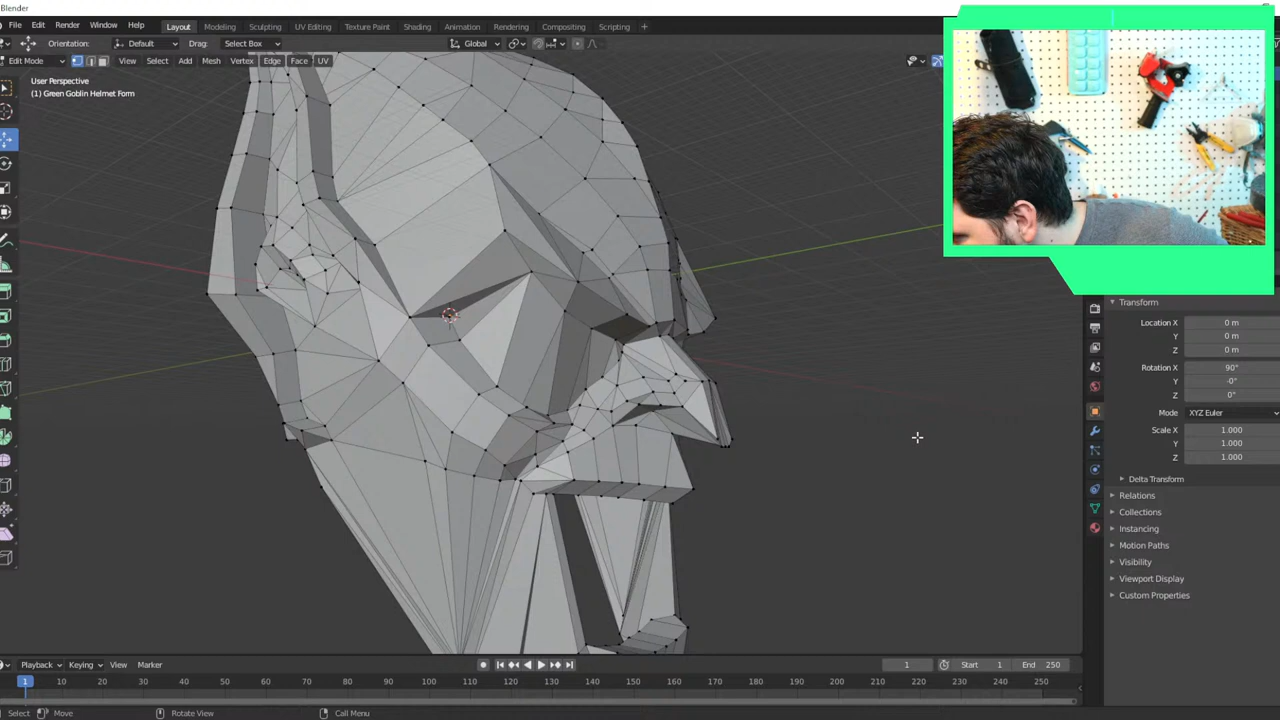 Blender
File Edit Render Window Help Layout Modeling Sculpting UV Editing Texture Paint Shading Animation Rendering Compositing Scripting +
Orientation: Default Drag: Select Box Global
Edit Mode View Select Add Mesh Vertex Edge Face UV
User Perspective
(1) Green Goblin Helmet Form
Transform
Location X 0 m
Y 0 m
Z 0 m
Rotation X 90°
Y -0°
Z 0°
Mode XYZ Euler
Scale X 1.000
Y 1.000
Z 1.000
Delta Transform
Relations
Collections
Instancing
Motion Paths
Visibility
Viewport Display
Custom Properties
Playback Keying View Marker 1 Start 1 End 250
1 10 20 30 40 50 60 70 80 90 100 110 120 130 140 150 160 170 180 190 200 210 220 230 240 250
Select Move Rotate View Call Menu